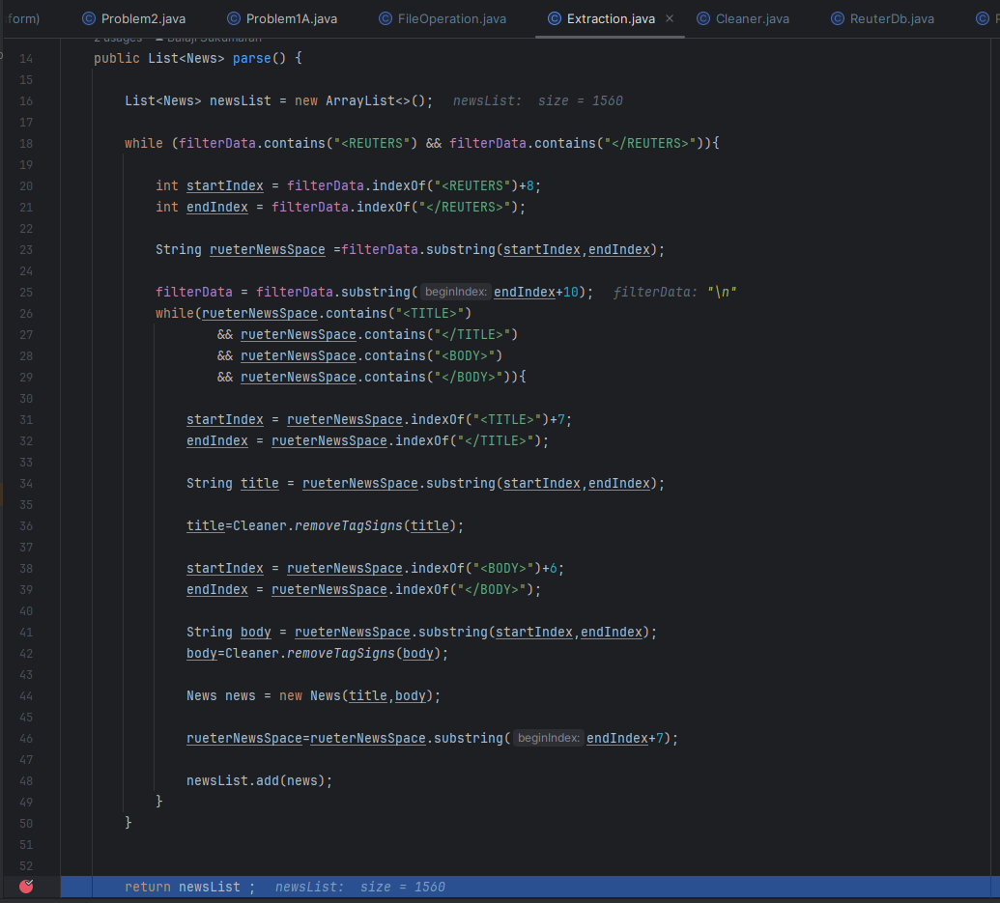 :form) Problem2.java Problem1A.java FileOperation.java Extraction.java × Cleaner.java ReuterDb.java
2 usages Balaji Sukumaran
14 public List<News> parse() {
15
16 List<News> newsList = new ArrayList<>(); newsList: size = 1560
17
18 while (filterData.contains("<REUTERS") && filterData.contains("</REUTERS>")){
19
20 int startIndex = filterData.indexOf("<REUTERS")+8;
21 int endIndex = filterData.indexOf("</REUTERS>");
22
23 String rueterNewsSpace =filterData.substring(startIndex,endIndex);
24
25 filterData = filterData.substring( beginIndex: endIndex+10); filterData: "\n"
26 while(rueterNewsSpace.contains("<TITLE>")
27 && rueterNewsSpace.contains("</TITLE>")
28 && rueterNewsSpace.contains("<BODY>")
29 && rueterNewsSpace.contains("</BODY>")){
30
31 startIndex = rueterNewsSpace.indexOf("<TITLE>")+7;
32 endIndex = rueterNewsSpace.indexOf("</TITLE>");
33
34 String title = rueterNewsSpace.substring(startIndex,endIndex);
35
36 title=Cleaner.removeTagSigns(title);
37
38 startIndex = rueterNewsSpace.indexOf("<BODY>")+6;
39 endIndex = rueterNewsSpace.indexOf("</BODY>");
40
41 String body = rueterNewsSpace.substring(startIndex,endIndex);
42 body=Cleaner.removeTagSigns(body);
43
44 News news = new News(title,body);
45
46 rueterNewsSpace=rueterNewsSpace.substring( beginIndex: endIndex+7);
47
48 newsList.add(news);
49 }
50 }
51
52
return newsList ; newsList: size = 1560